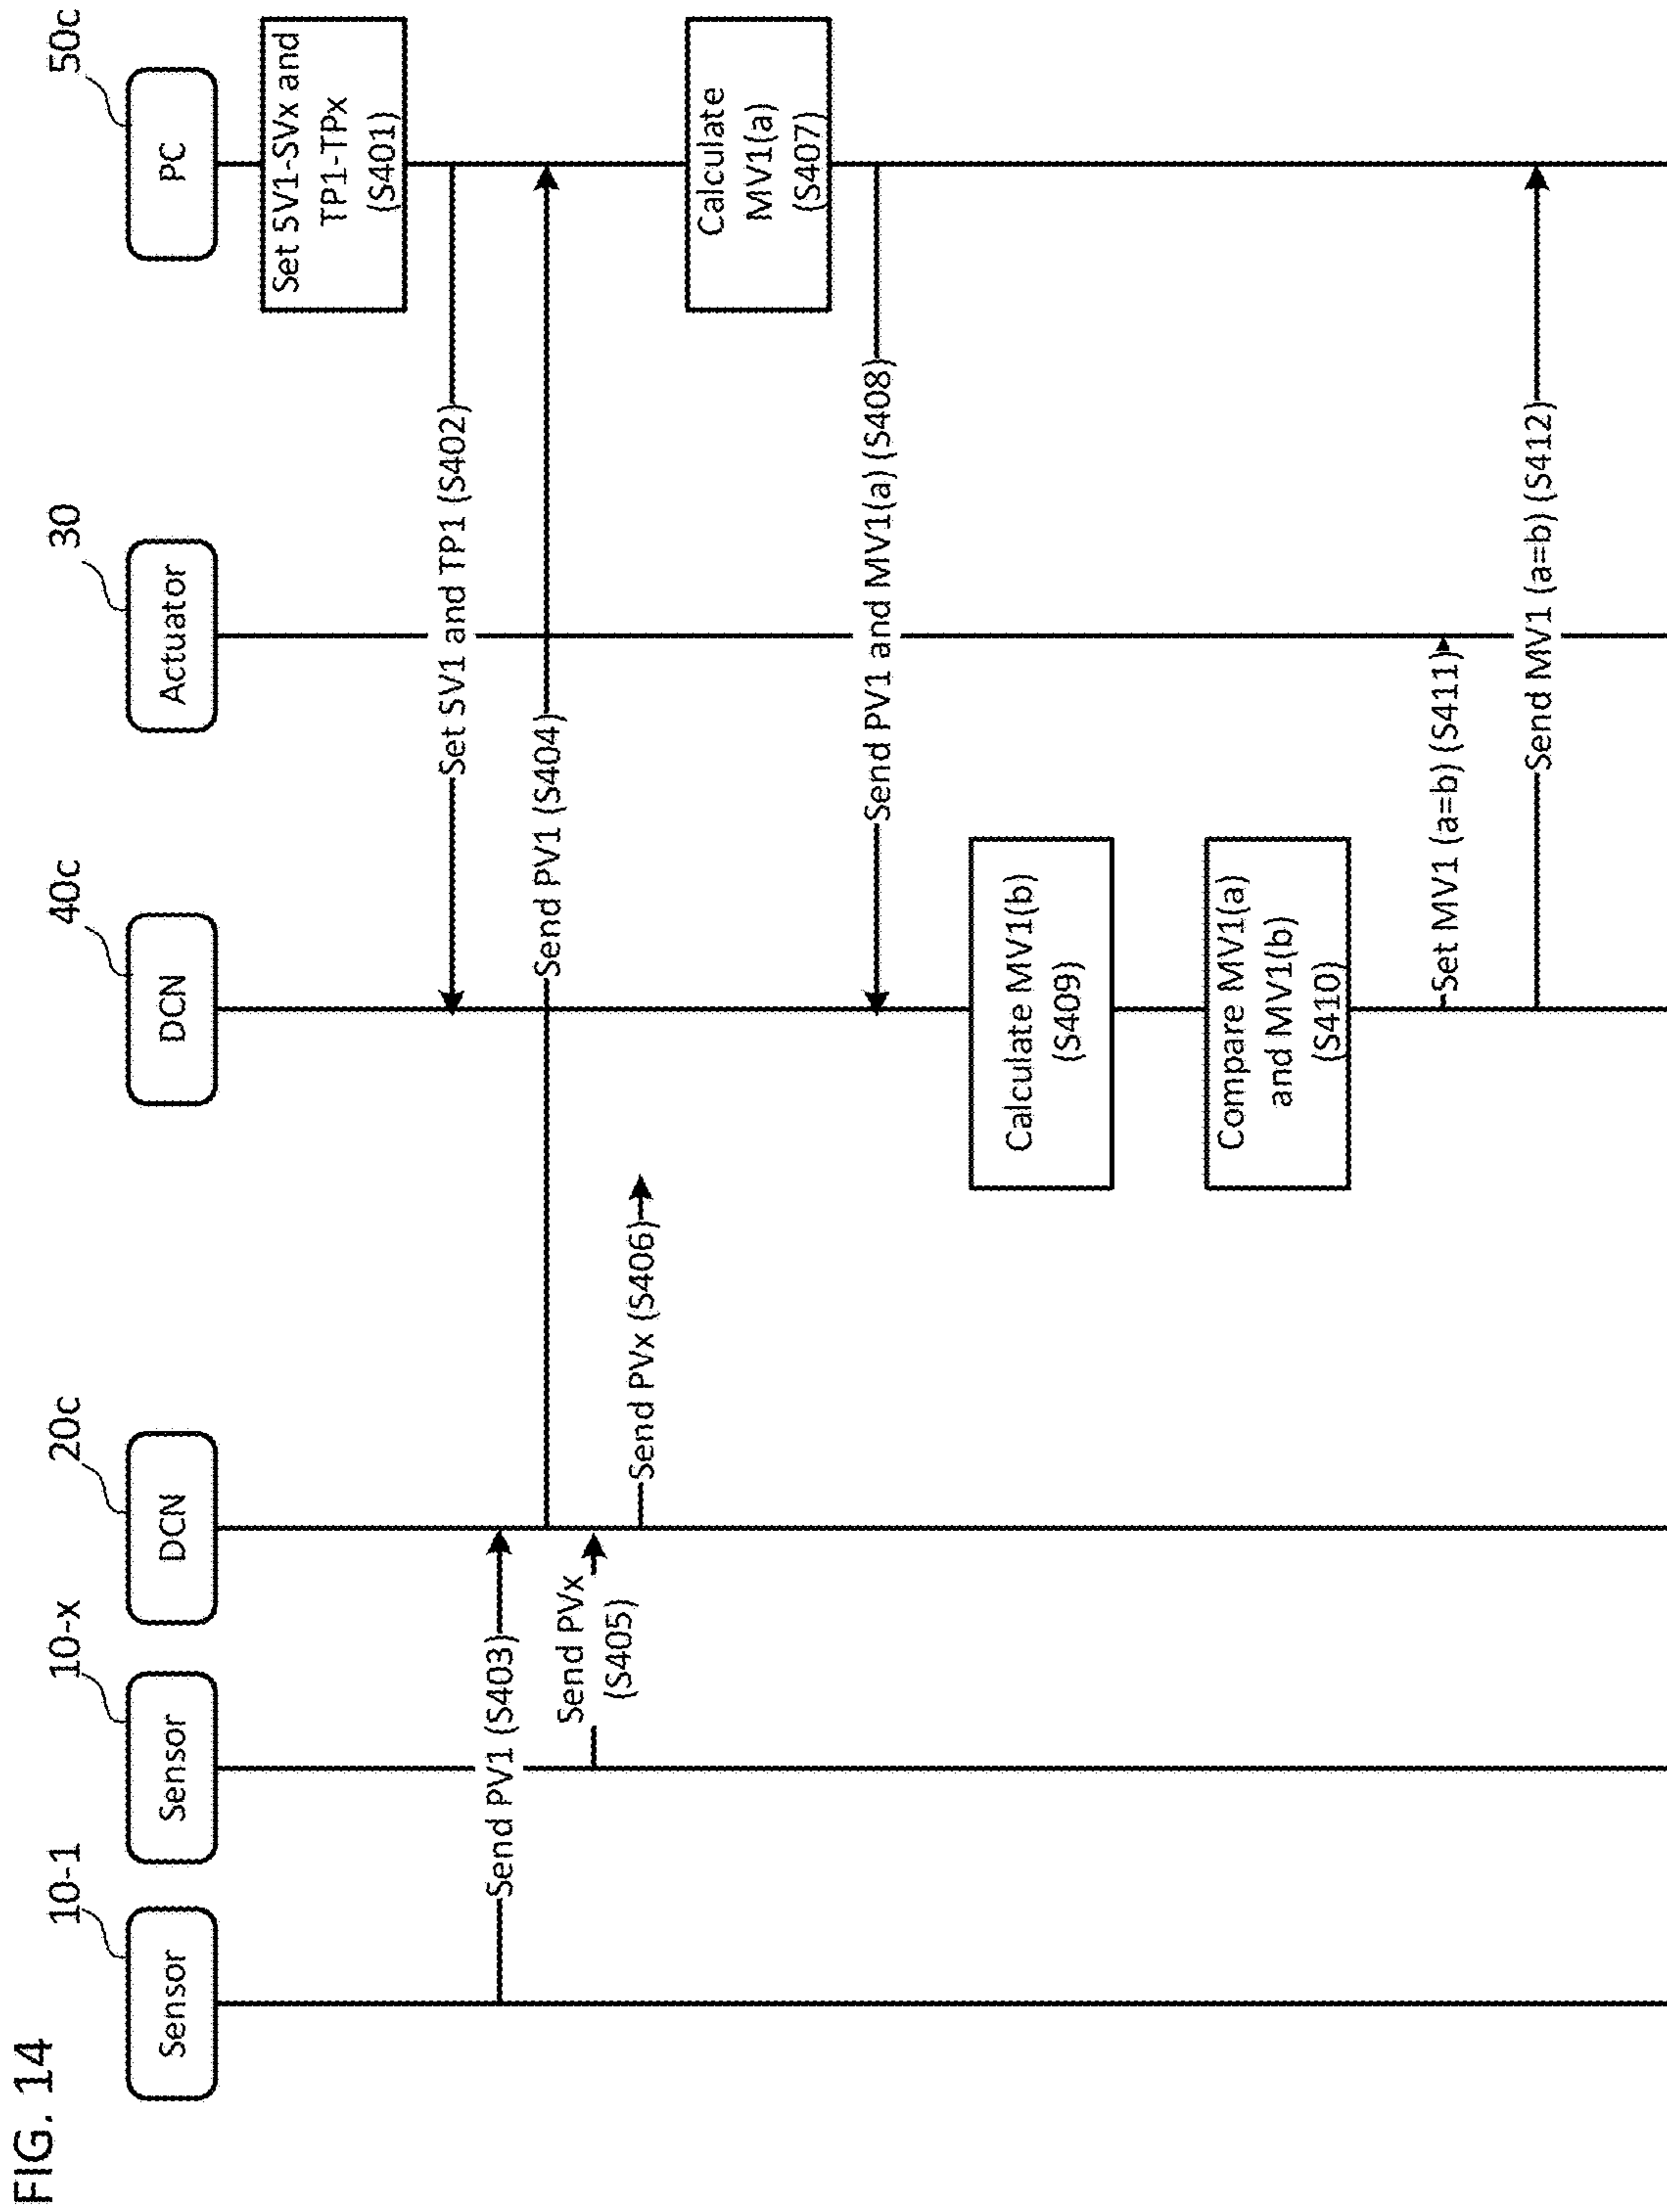 FIG. 14
10-1
10-x
20c
40c
30
50c
Sensor
Sensor
DCN
DCN
Actuator
PC
Set SV1-SVx and
TP1-TPx
(S401)
Set SV1 and TP1 (S402)
Send PV1 (S403)
Send PV1 (S404)
Send PVx
(S405)
Send PVx (S406)
Calculate
MV1(a)
(S407)
Send PV1 and MV1(a) (S408)
Calculate MV1(b)
(S409)
Compare MV1(a)
and MV1(b)
(S410)
Set MV1 (a=b) (S411)
Send MV1 (a=b) (S412)